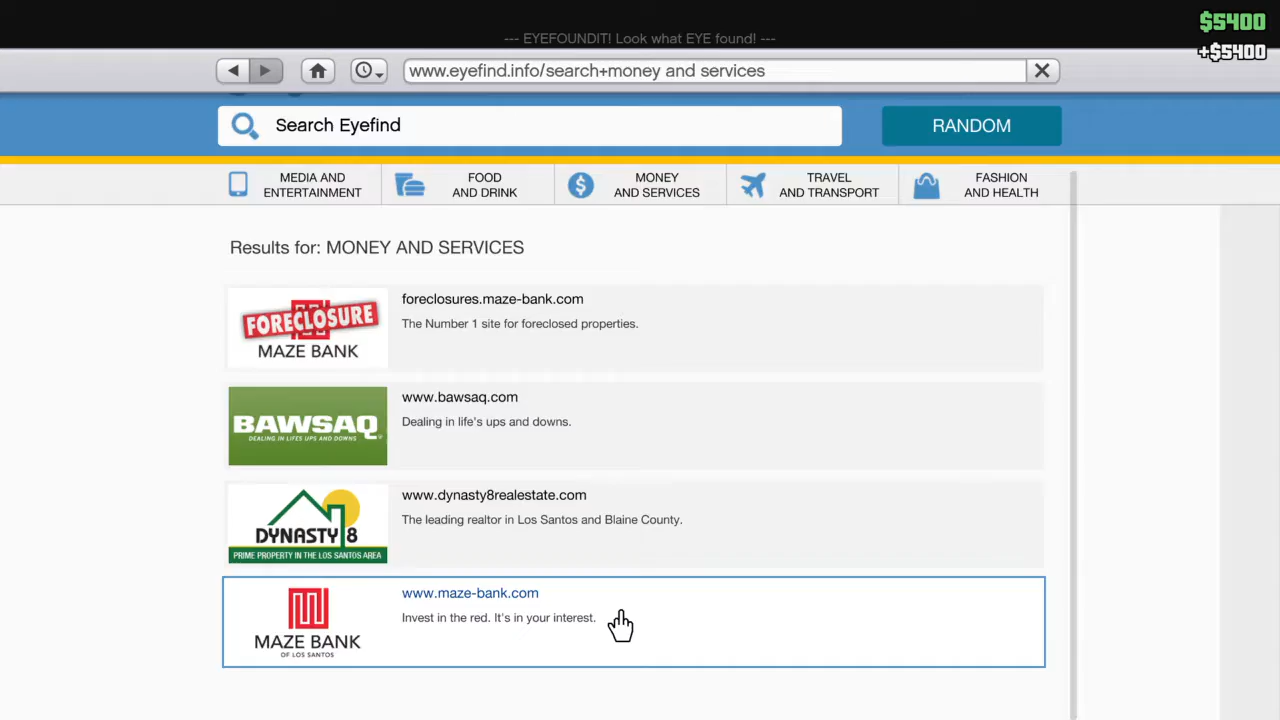 $5400
--- EYEFOUNDIT! Look what EYE found! ---
+$5400
www.eyefind.info/search+money and services
Search Eyefind
RANDOM
MEDIA AND
ENTERTAINMENT
FOOD
AND DRINK
MONEY
AND SERVICES
TRAVEL
AND TRANSPORT
FASHION
AND HEALTH
Results for: MONEY AND SERVICES
FORECLOSURE
MAZE BANK
foreclosures.maze-bank.com
The Number 1 site for foreclosed properties.
BAWSAQ
DEALING IN LIFES UPS AND DOWNS
www.bawsaq.com
Dealing in life's ups and downs.
DYNASTY 8
PRIME PROPERTY IN THE LOS SANTOS AREA
www.dynasty8realestate.com
The leading realtor in Los Santos and Blaine County.
MAZE BANK
OF LOS SANTOS
www.maze-bank.com
Invest in the red. It's in your interest.